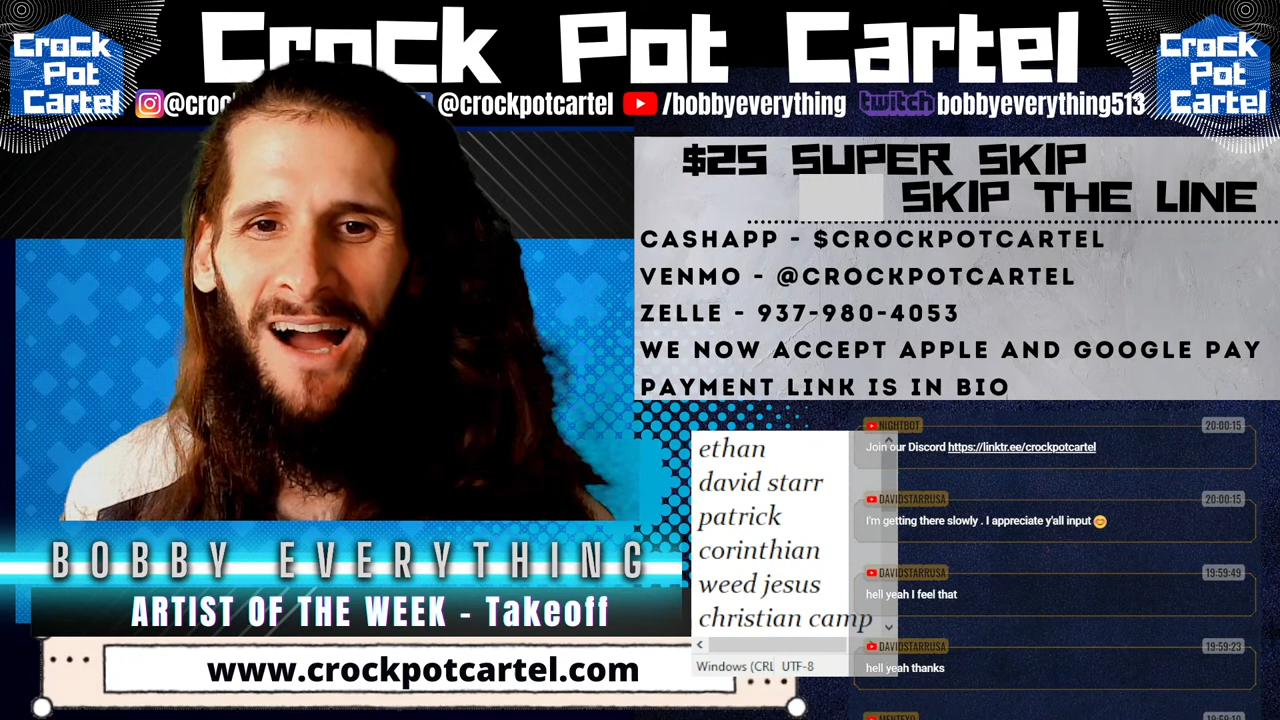 Crock Pot Cartel
Crock
Pot
Cartel
Crock
Pot
Cartel
@croc
@crockpotcartel
/bobbyeverything
twitch bobbyeverything513
$25 SUPER SKIP
SKIP THE LINE
CASHAPP - $CROCKPOTCARTEL
VENMO - @CROCKPOTCARTEL
ZELLE - 937-980-4053
WE NOW ACCEPT APPLE AND GOOGLE PAY
PAYMENT LINK IS IN BIO
ethan
david starr
patrick
corinthian
weed jesus
christian camp
Windows (CRL UTF-8
NIGHTBOT 20:00:15
Join our Discord https://linktr.ee/crockpotcartel
DAVIDSTARRUSA 20:00:15
I'm getting there slowly . I appreciate y'all input
DAVIDSTARRUSA 19:59:49
hell yeah I feel that
DAVIDSTARRUSA 19:59:23
hell yeah thanks
BOBBY EVERYTHING
ARTIST OF THE WEEK - Takeoff
www.crockpotcartel.com